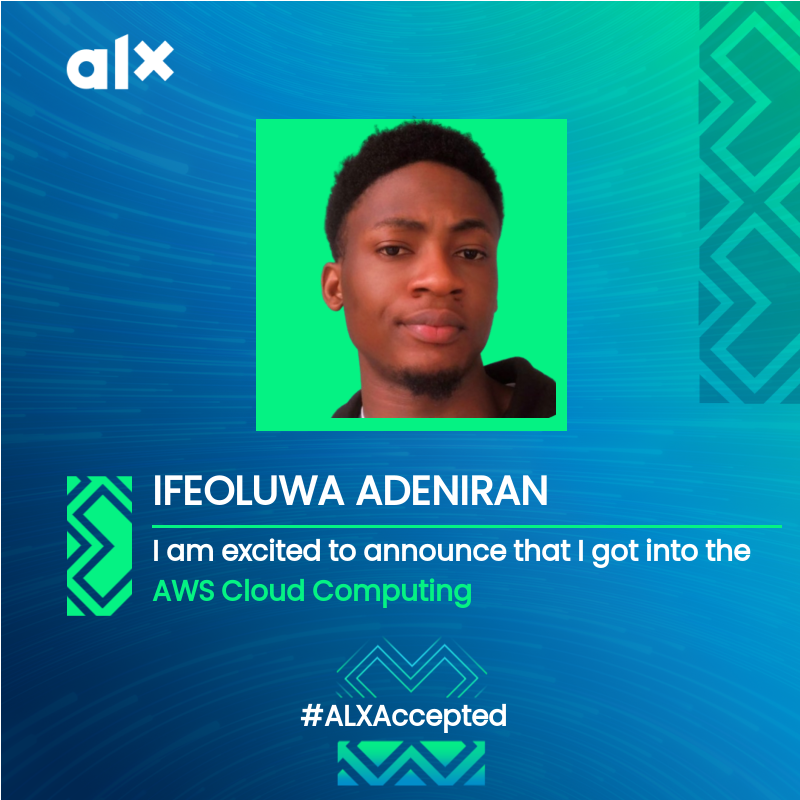 alx
IFEOLUWA ADENIRAN
I am excited to announce that I got into the
AWS Cloud Computing
#ALXAccepted